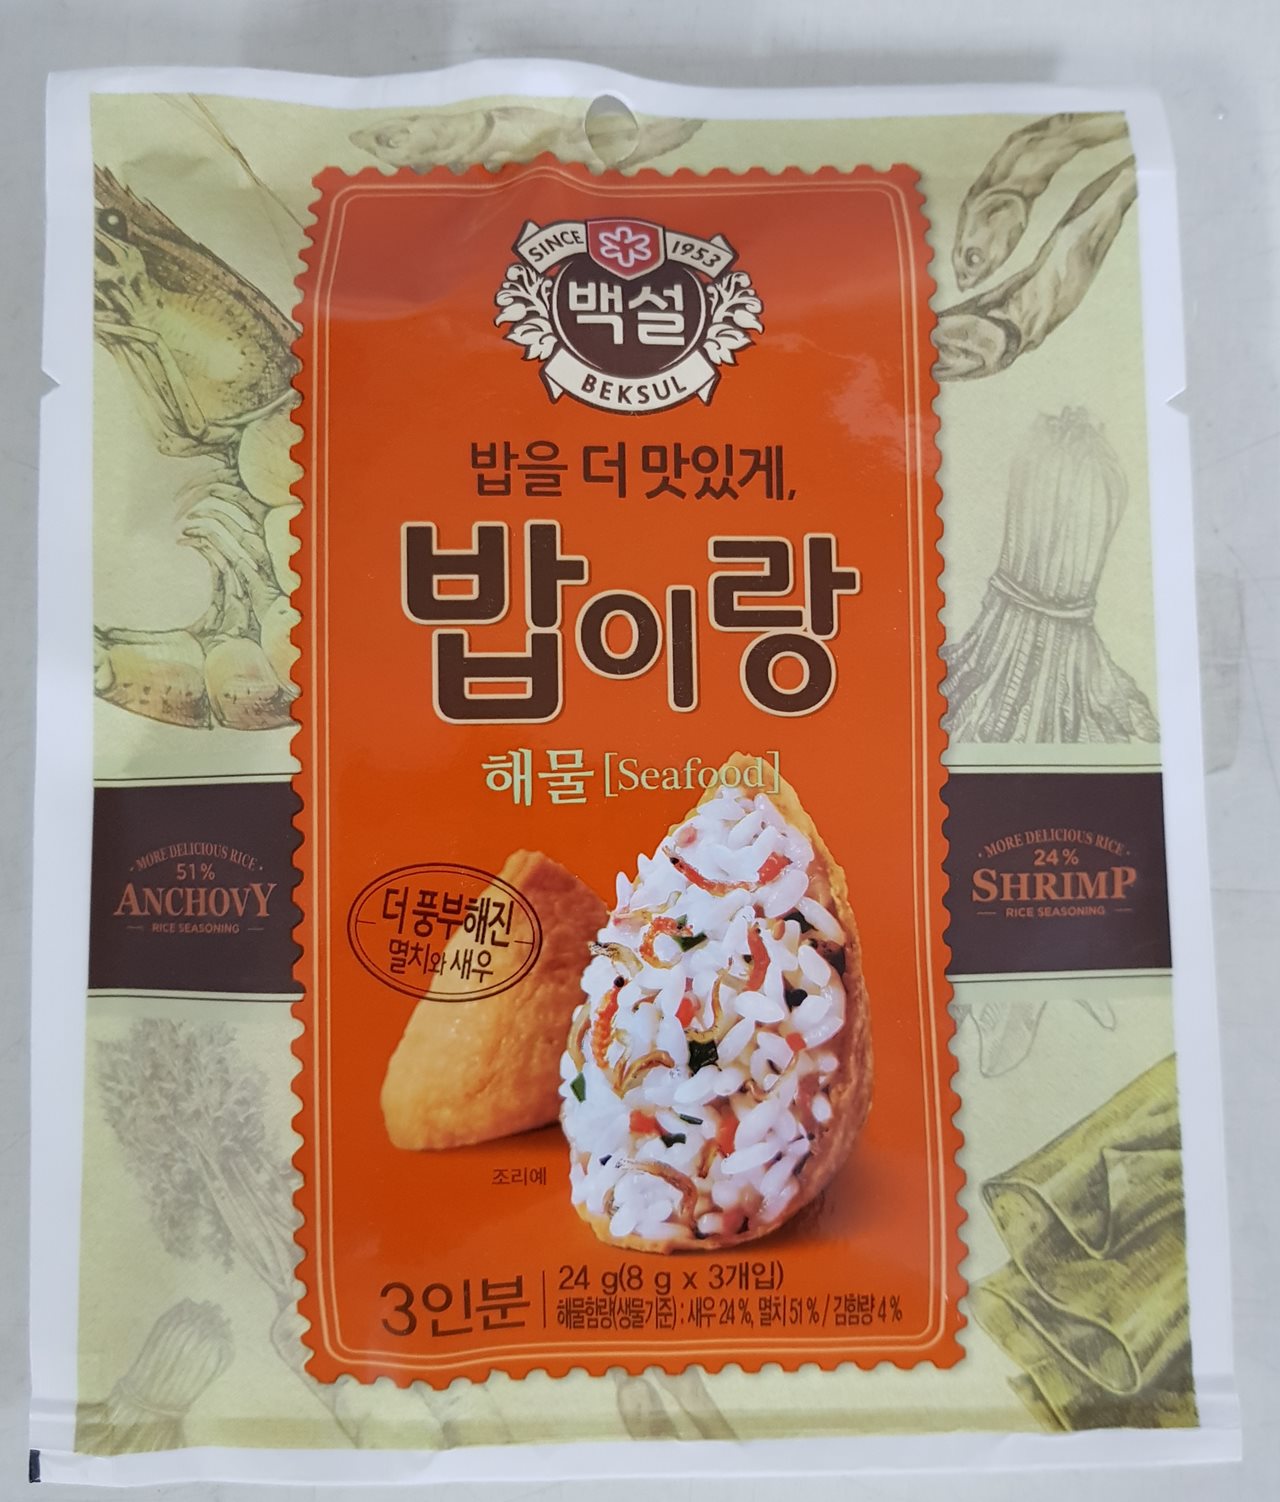 SINCE 1953
백설
BEKSUL
밥을 더 맛있게,
밥이랑
해물 [Seafood]
· MORE DELICIOUS RICE ·
51%
ANCHOVY
RICE SEASONING
· MORE DELICIOUS RICE ·
24%
SHRIMP
RICE SEASONING
더 풍부해진
멸치와 새우
조리예
3인분
24 g(8 g x 3개입)
해물함량(생물기준) : 새우 24%, 멸치 51% / 김함량 4%